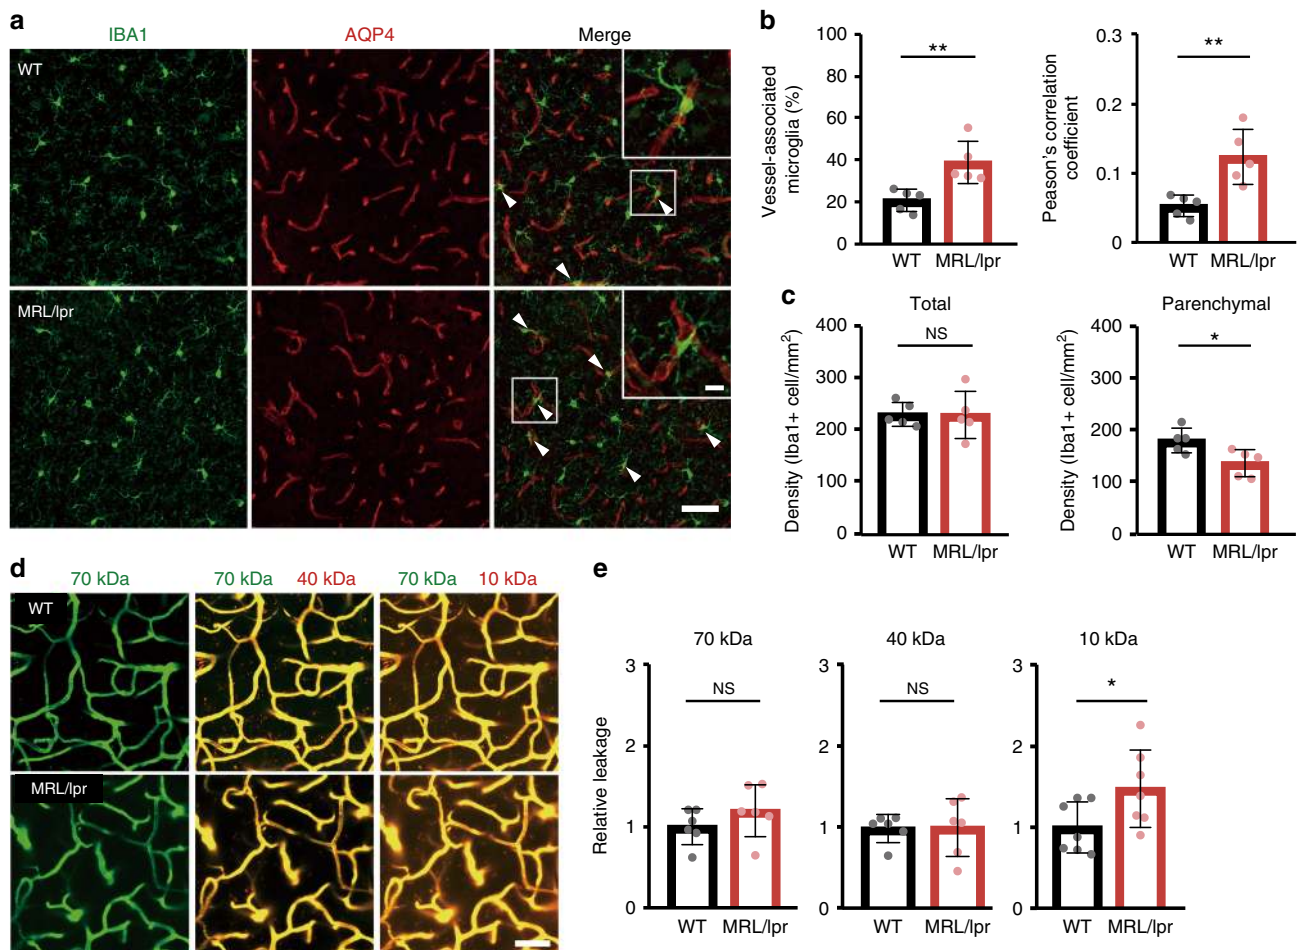 a
IBA1 AQP4 Merge
WT
MRL/lpr
b
Vessel-associated
microglia (%)
100
80
60
40
20
0
**
WT MRL/lpr
Peason's correlation
coefficient
0.3
0.2
0.1
0
**
WT MRL/lpr
c
Total
Density (Iba1+ cell/mm²)
400
300
200
100
0
NS
WT MRL/lpr
Parenchymal
Density (Iba1+ cell/mm²)
400
300
200
100
0
*
WT MRL/lpr
d
70 kDa 70 kDa 40 kDa 70 kDa 10 kDa
WT
MRL/lpr
e
Relative leakage
70 kDa
3
2
1
0
NS
WT MRL/lpr
40 kDa
3
2
1
0
NS
WT MRL/lpr
10 kDa
3
2
1
0
*
WT MRL/lpr